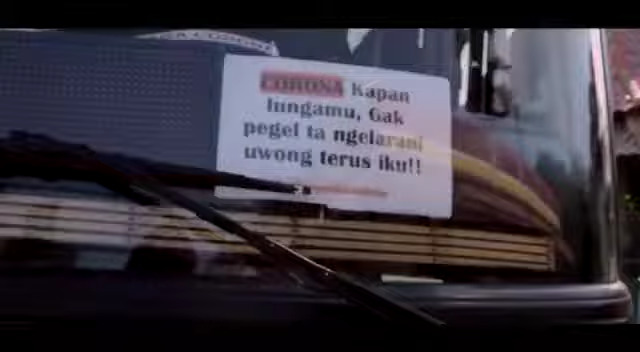 CORONA Kapan
lungamu, Gak
pegel ta ngelarani
uwong terus iku!!